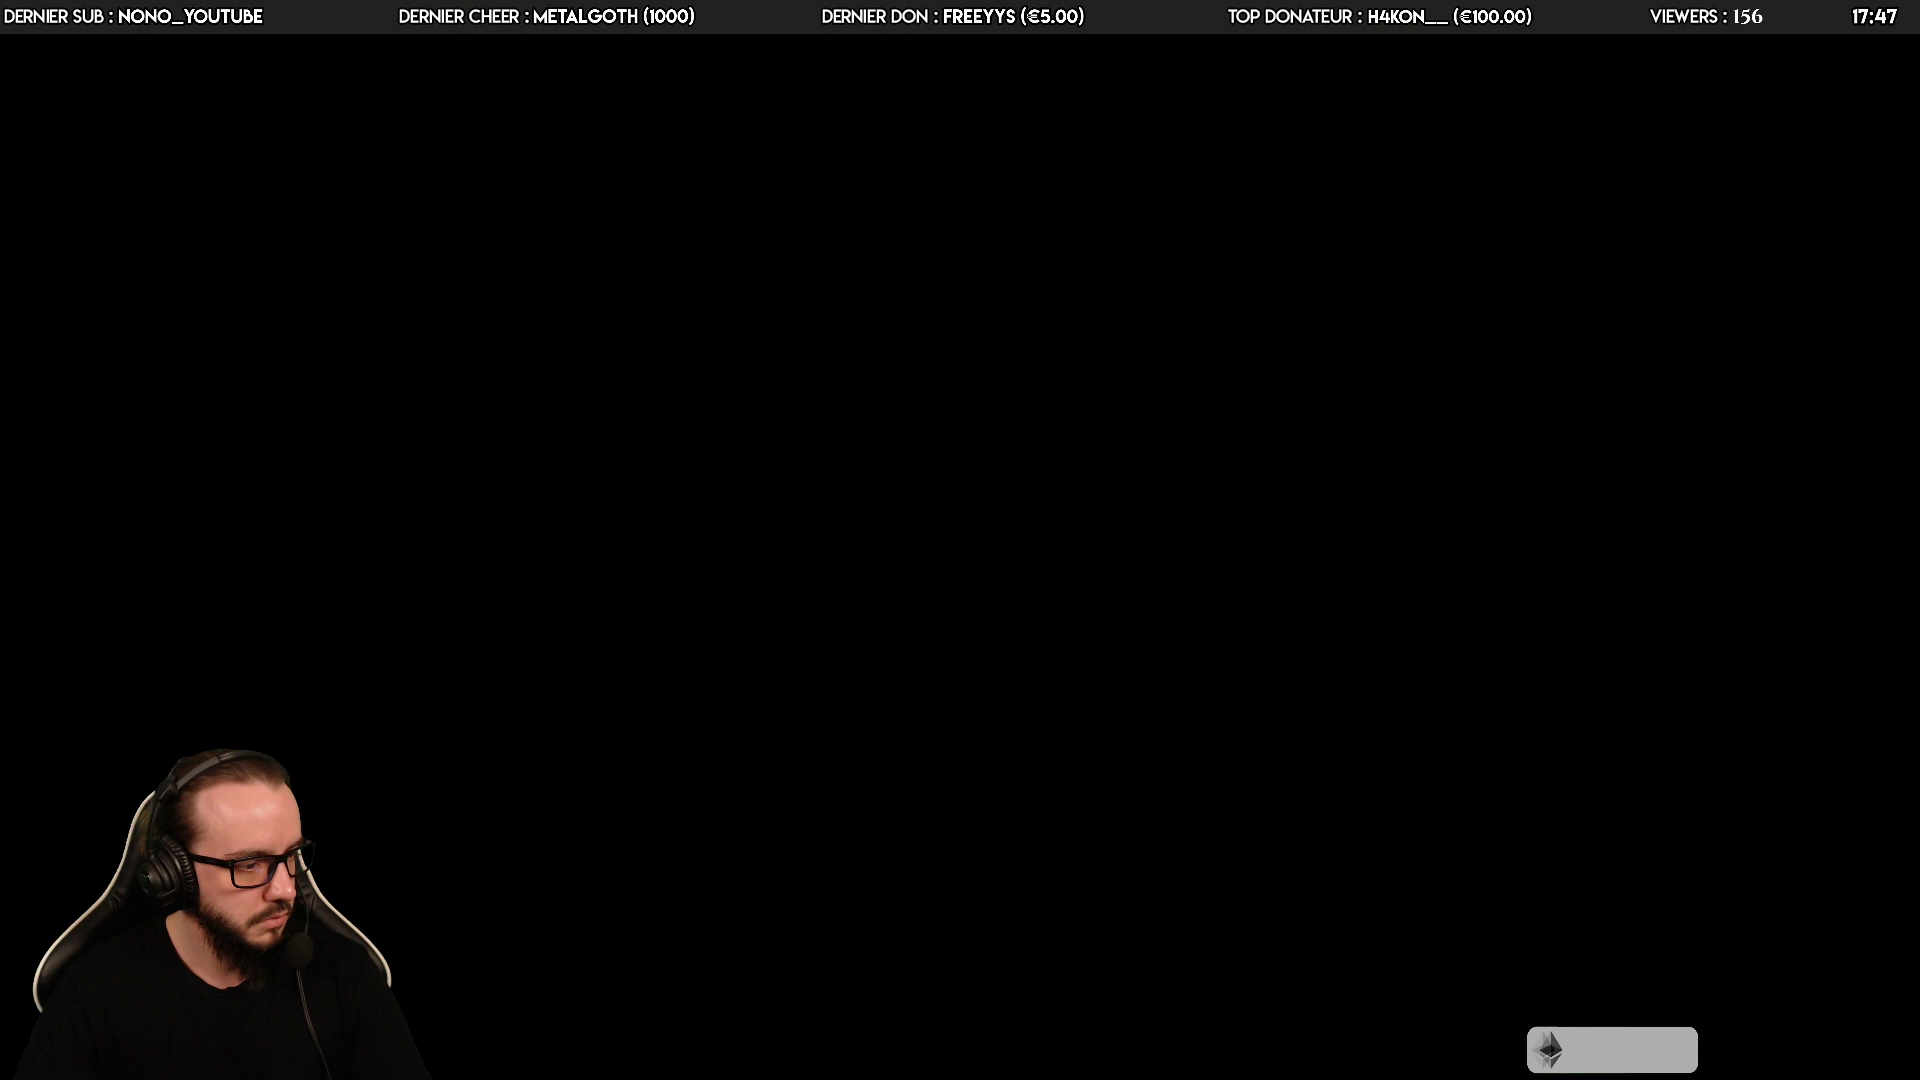 DERNIER SUB : NONO_YOUTUBE DERNIER CHEER : METALGOTH (1000) DERNIER DON : FREEYYS (€5.00) TOP DONATEUR : H4KON__ (€100.00) VIEWERS : 156 17:47